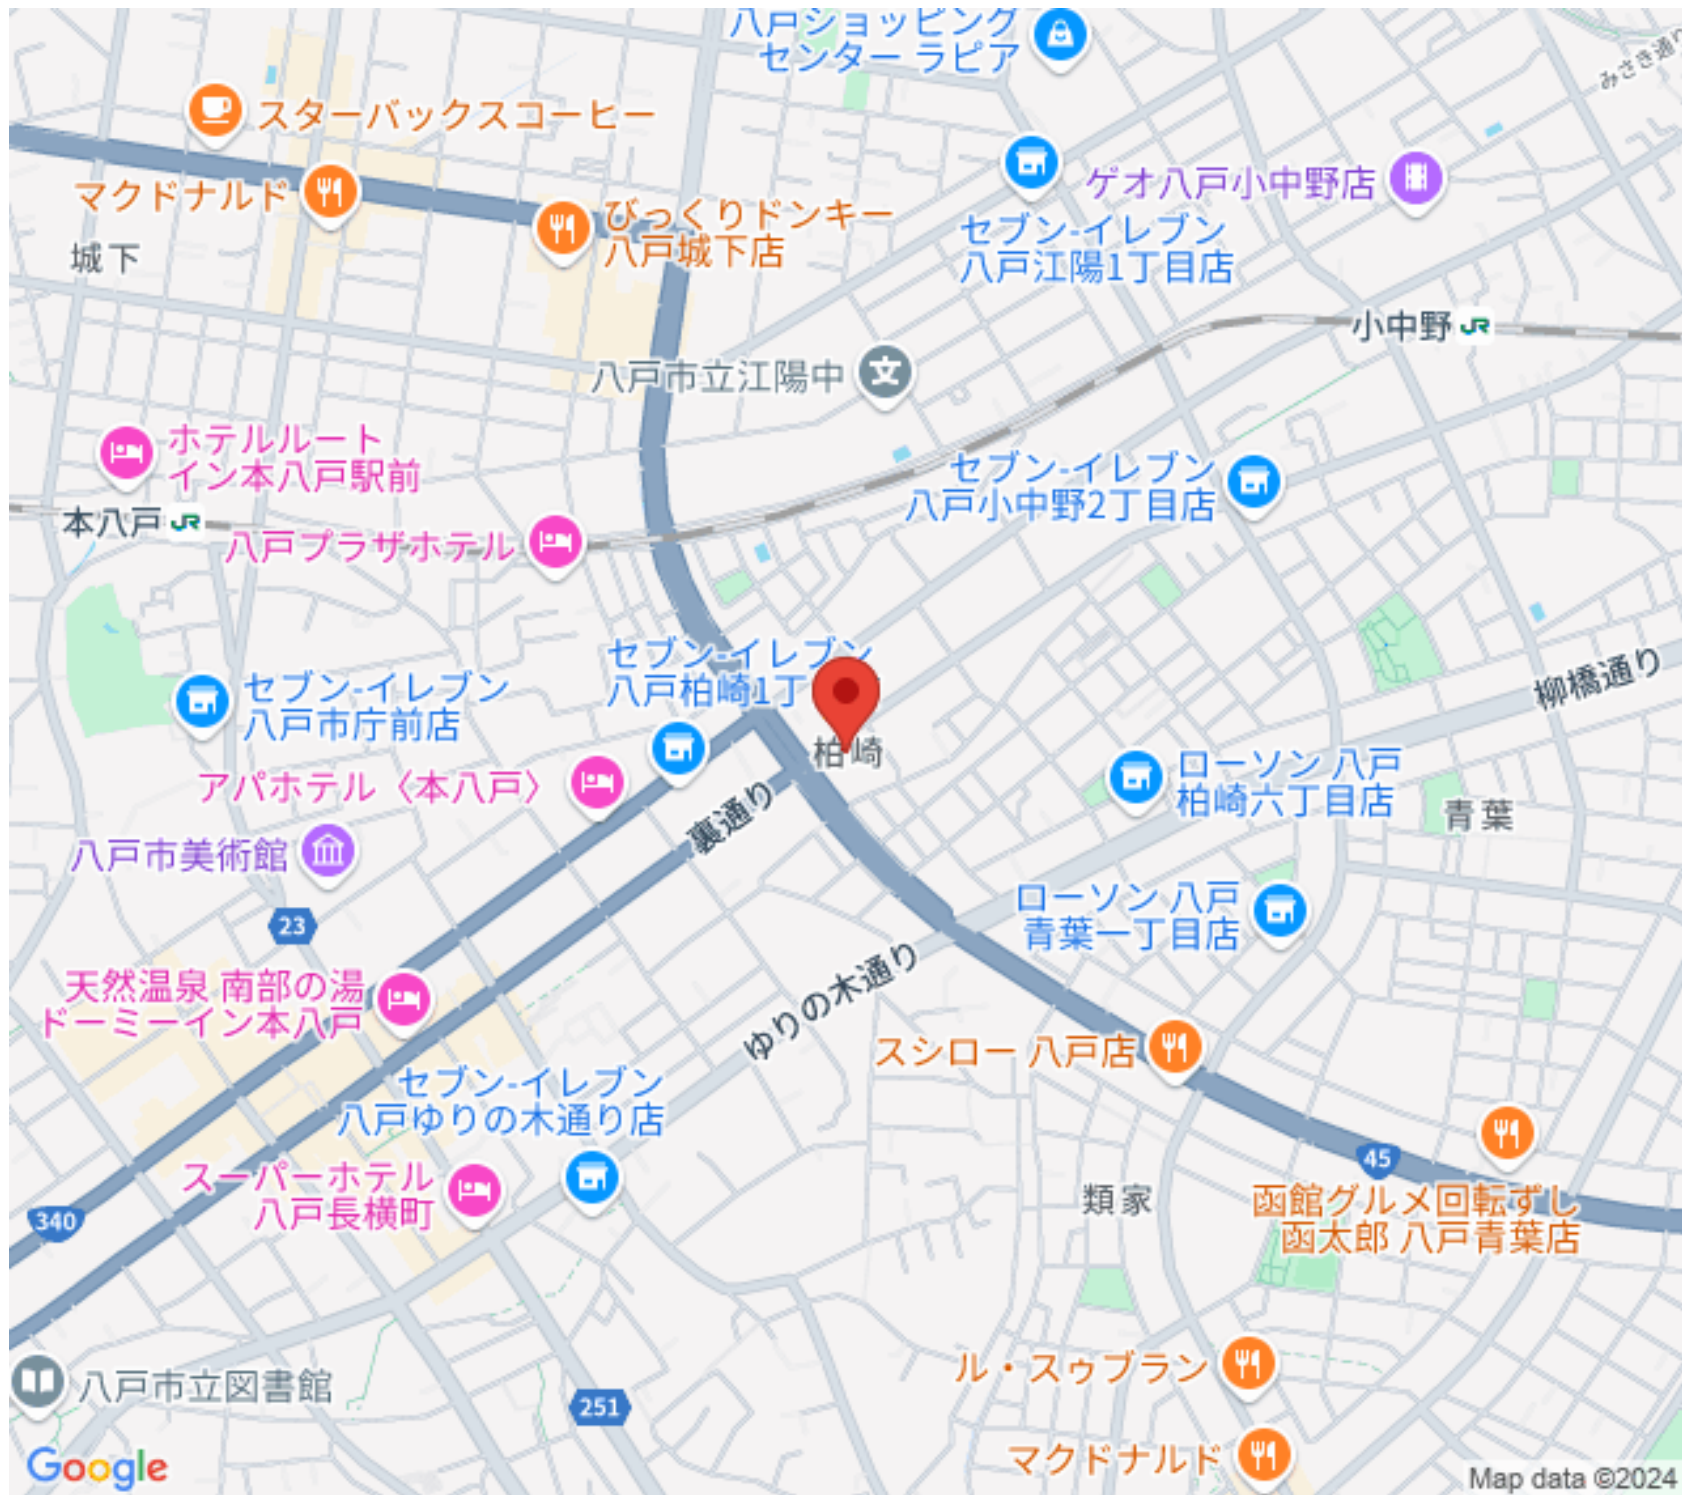 八戸ショッピング
センター ラピア
みさき通り
スターバックスコーヒー
マクドナルド
びっくりドンキー
八戸城下店
セブン-イレブン
八戸江陽1丁目店
ゲオ八戸小中野店
城下
小中野 JR
八戸市立江陽中
文
ホテルルート
イン本八戸駅前
セブン-イレブン
八戸小中野2丁目店
本八戸 JR
八戸プラザホテル
セブン-イレブン
八戸柏崎1丁
セブン-イレブン
八戸市庁前店
柳橋通り
柏崎
アパホテル〈本八戸〉
裏通り
ローソン 八戸
柏崎六丁目店
青葉
八戸市美術館
23
ローソン 八戸
青葉一丁目店
天然温泉 南部の湯
ドーミーイン本八戸
ゆりの木通り
スシロー 八戸店
セブン-イレブン
八戸ゆりの木通り店
45
スーパーホテル
八戸長横町
340
類家
函館グルメ回転ずし
函太郎 八戸青葉店
八戸市立図書館
251
ル・スゥブラン
マクドナルド
Google
Map data ©2024